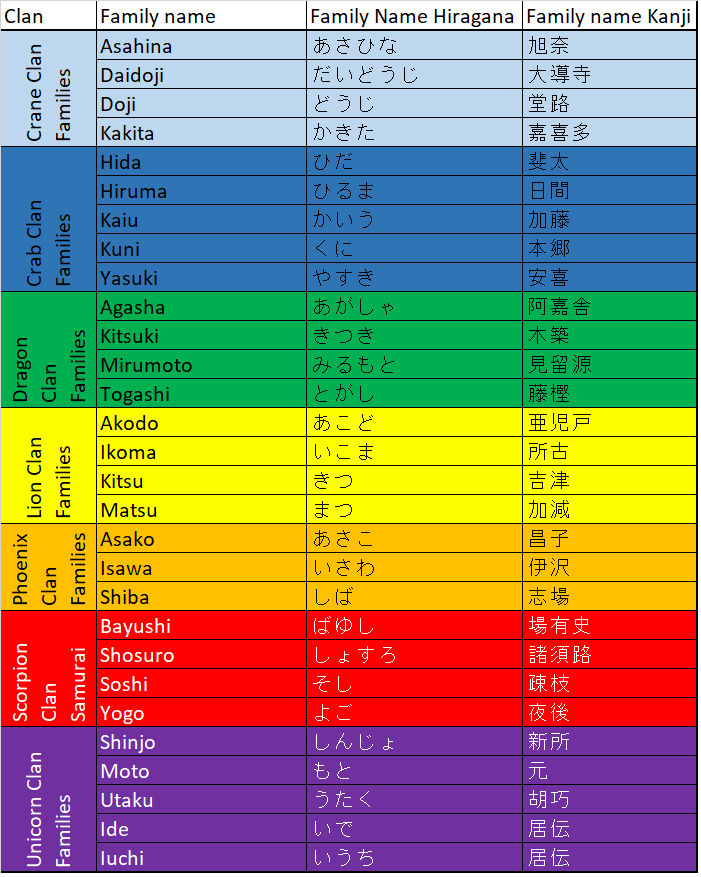 Clan Family name Family Name Hiragana Family name Kanji
Crane Clan
Families
Asahina あさひな 旭奈
Daidoji だいどうじ 大導寺
Doji どうじ 堂路
Kakita かきた 嘉喜多
Crab Clan
Families
Hida ひだ 斐太
Hiruma ひるま 日間
Kaiu かいう 加藤
Kuni くに 本郷
Yasuki やすき 安喜
Dragon
Clan
Families
Agasha あがしゃ 阿嘉舎
Kitsuki きつき 木築
Mirumoto みるもと 見留源
Togashi とがし 藤樫
Lion Clan
Families
Akodo あこど 亜児戸
Ikoma いこま 所古
Kitsu きつ 吉津
Matsu まつ 加減
Phoenix
Clan
Families
Asako あさこ 昌子
Isawa いさわ 伊沢
Shiba しば 志場
Scorpion
Clan
Samurai
Bayushi ばゆし 場有史
Shosuro しょすろ 諸須路
Soshi そし 疎枝
Yogo よご 夜後
Unicorn Clan
Families
Shinjo しんじょ 新所
Moto もと 元
Utaku うたく 胡巧
Ide いで 居伝
Iuchi いうち 居伝